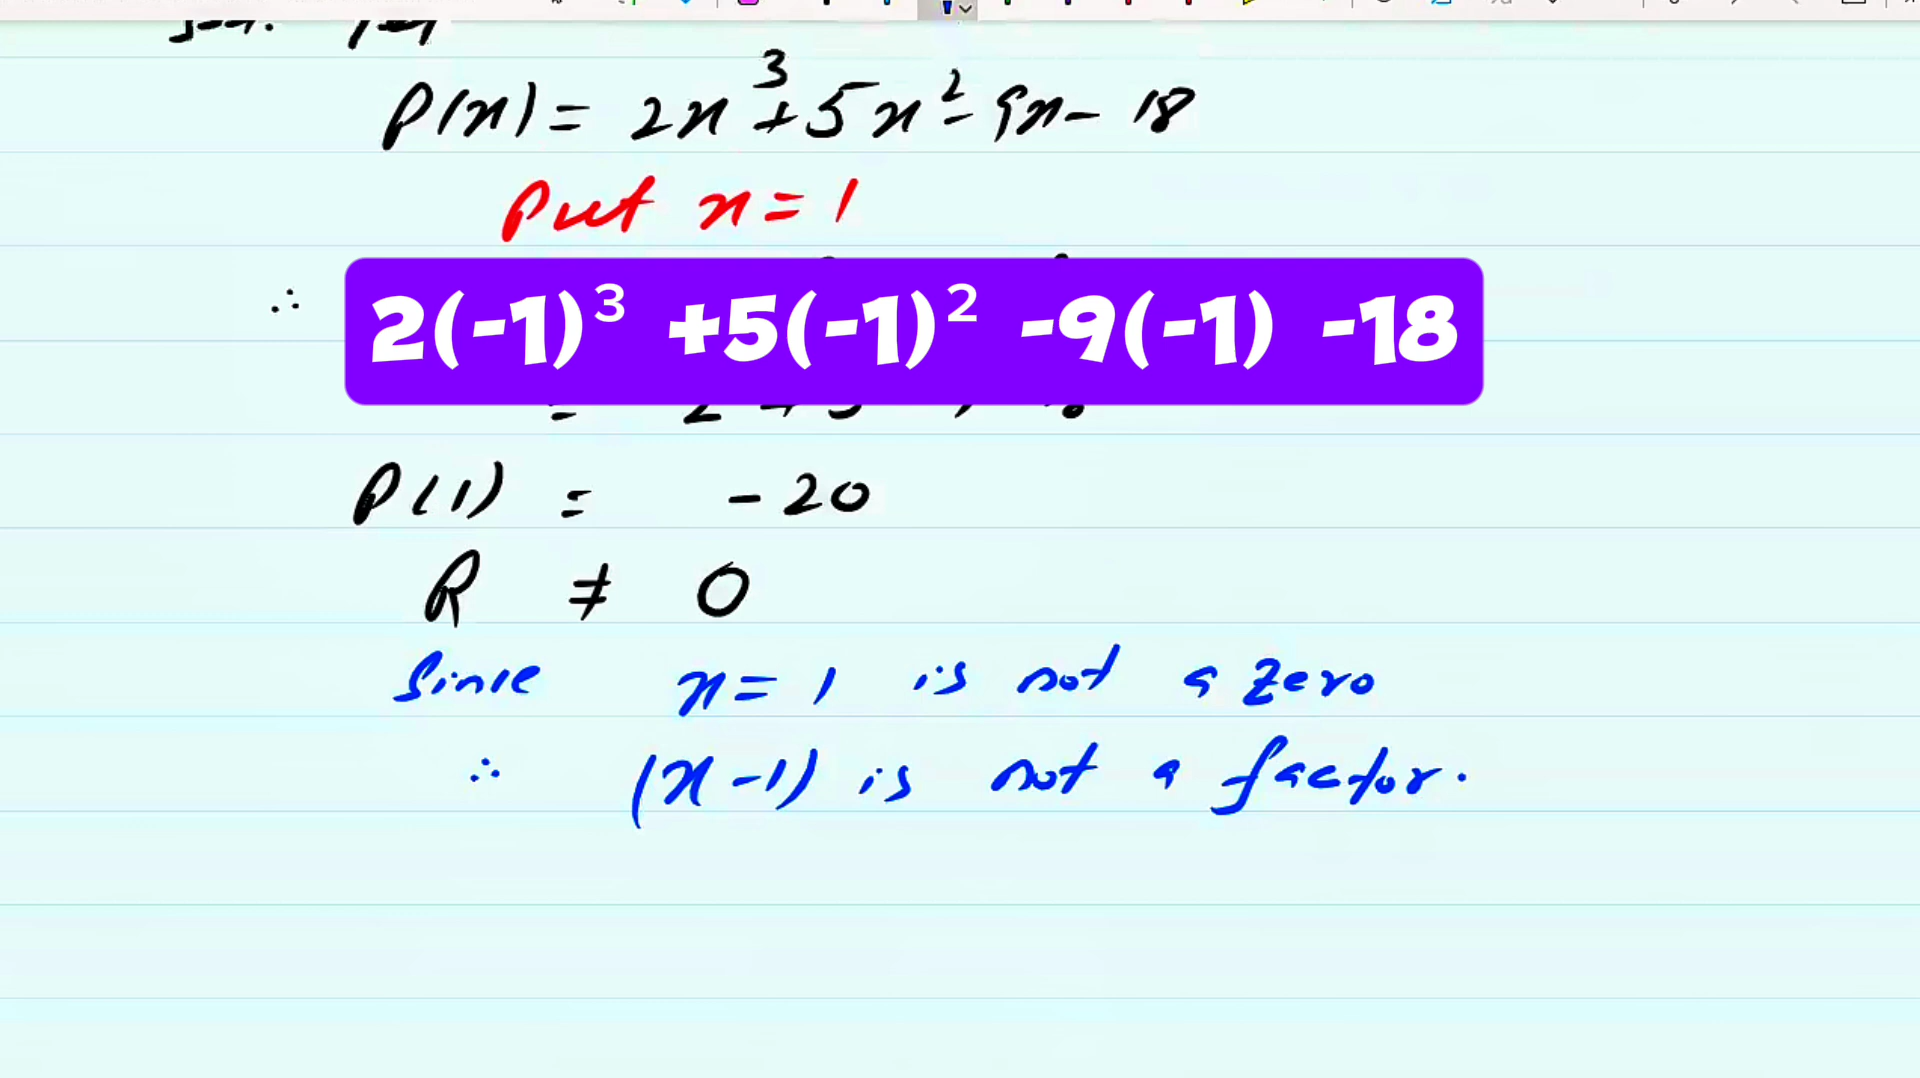 P(x) = 2x³ + 5x² - 9x - 18
Put x = 1
∴ 2(-1)³ +5(-1)² -9(-1) -18
P(1) = - 20
R ≠ 0
Since x = 1 is not a zero
∴ (x - 1) is not a factor.